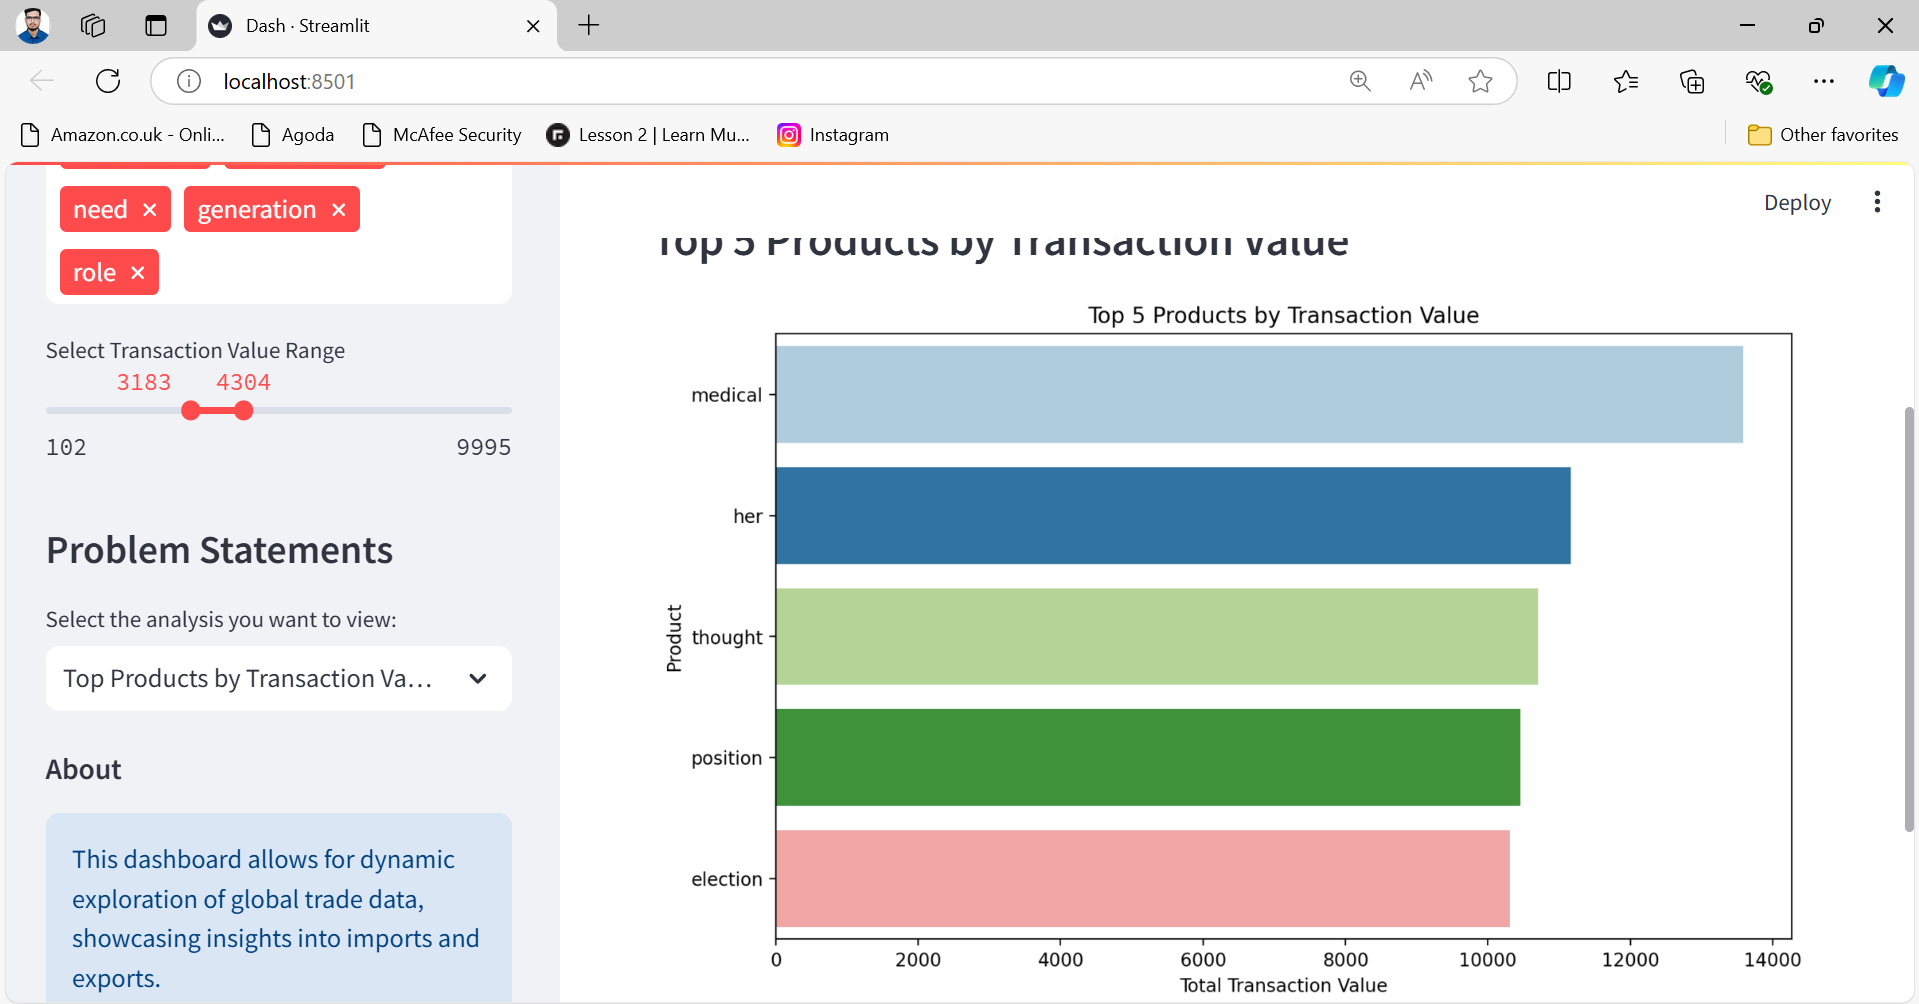 Dash · Streamlit
localhost:8501
Amazon.co.uk - Onli...
Agoda
McAfee Security
Lesson 2 | Learn Mu...
Instagram
Other favorites
need ×
generation ×
role ×
Select Transaction Value Range
3183 4304
102 9995
Problem Statements
Select the analysis you want to view:
Top Products by Transaction Va...
About
This dashboard allows for dynamic
exploration of global trade data,
showcasing insights into imports and
exports.
Deploy
Top 5 Products by Transaction Value
Top 5 Products by Transaction Value
Product
medical
her
thought
position
election
0 2000 4000 6000 8000 10000 12000 14000
Total Transaction Value